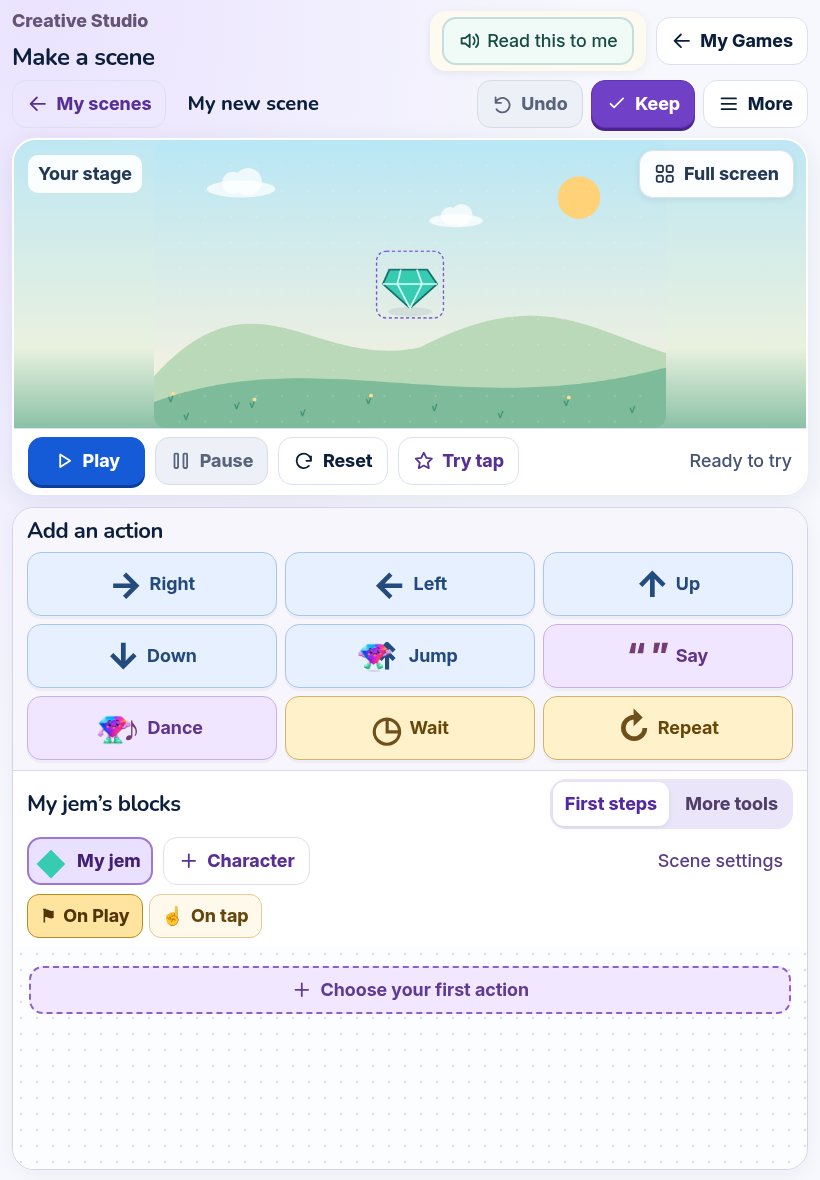 Creative Studio
Make a scene
Read this to me
My Games
My scenes
My new scene
Undo
Keep
More
Your stage
Full screen
Play
Pause
Reset
Try tap
Ready to try
Add an action
Right
Left
Up
Down
Jump
Say
Dance
Wait
Repeat
My jem’s blocks
First steps
More tools
My jem
Character
Scene settings
On Play
On tap
Choose your first action